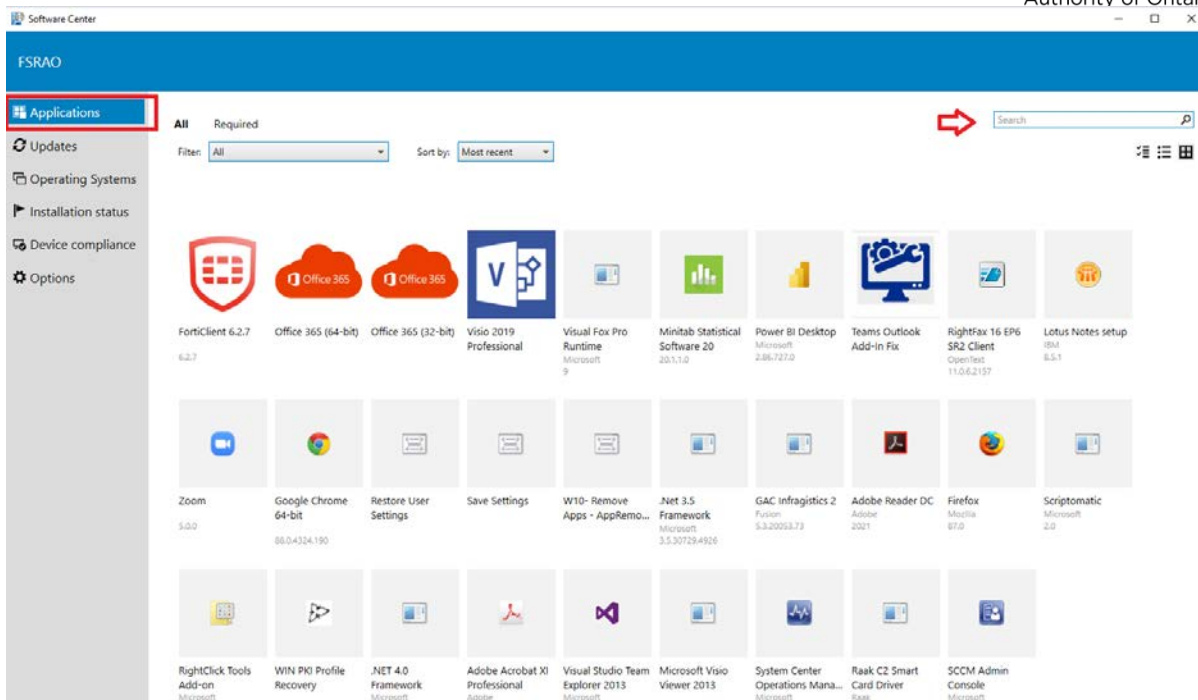 Authority of Ontar
Software Center
FSRAO
Applications
Updates
Operating Systems
Installation status
Device compliance
Options
All Required
Search
Filter: All Sort by: Most recent
Office 365 Office 365 V
FortiClient 6.2.7 Office 365 (64-bit) Office 365 (32-bit) Visio 2019 Visual Fox Pro Minitab Statistical Power BI Desktop Teams Outlook RightFax 16 EP6 Lotus Notes setup
Professional Runtime Software 20 Microsoft Add-In Fix SR2 Client IBM
6.2.7 Microsoft 20.1.1.0 2.86.727.0 OpenText 8.5.1
9 11.0.6.2157
Zoom Google Chrome Restore User Save Settings W10- Remove .Net 3.5 GAC Infragistics 2 Adobe Reader DC Firefox Scriptomatic
64-bit Settings Apps - AppRemo... Framework Fusion Adobe Mozilla Microsoft
5.0.0 Microsoft 5.3.20053.73 2021 87.0 2.0
88.0.4324.190 3.5.30729.4926
RightClick Tools WIN PKI Profile .NET 4.0 Adobe Acrobat XI Visual Studio Team Microsoft Visio System Center Raak C2 Smart SCCM Admin
Add-on Recovery Framework Professional Explorer 2013 Viewer 2013 Operations Mana... Card Driver Console
Microsoft Microsoft Adobe Microsoft Microsoft Microsoft Raak Microsoft